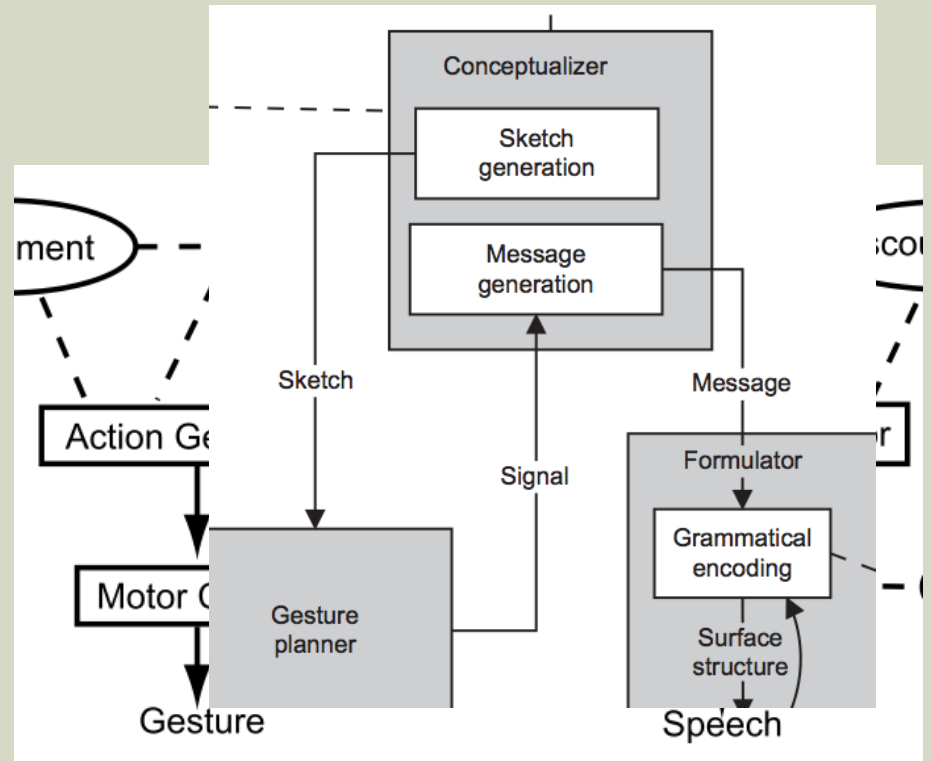 Conceptualizer
Sketch
generation
Message
generation
ment
scou
Sketch
Message
Action Ge
r
Signal
Formulator
Grammatical
encoding
Motor C
Gesture
planner
Surface
structure
Gesture
Speech